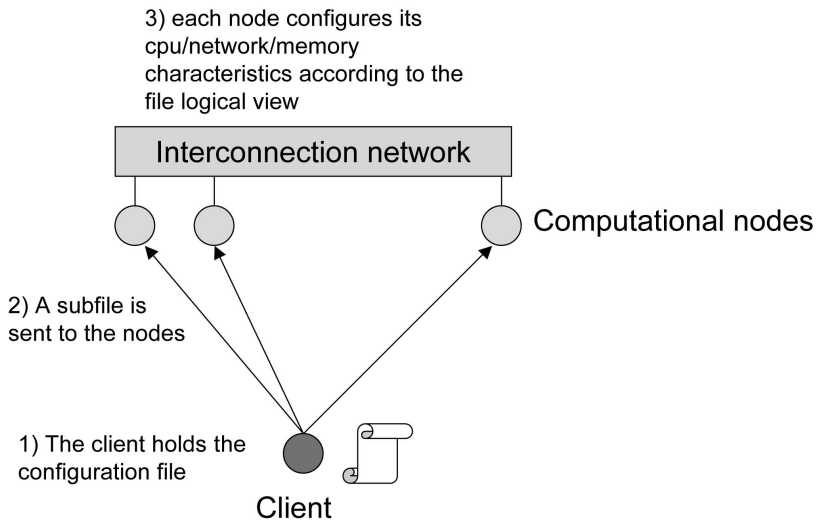 3) each node configures its
cpu/network/memory
characteristics according to the
file logical view
Interconnection network
Computational nodes
2) A subfile is
sent to the nodes
1) The client holds the
configuration file
Client